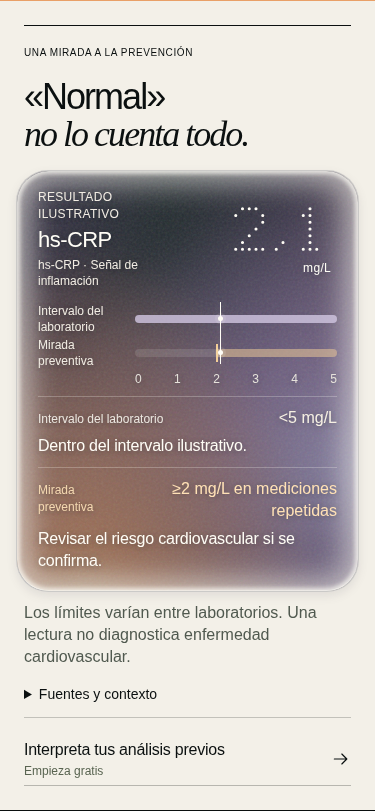 UNA MIRADA A LA PREVENCIÓN
«Normal»
no lo cuenta todo.
RESULTADO
ILUSTRATIVO
hs-CRP
hs-CRP · Señal de
inflamación
2.1
mg/L
Intervalo del
laboratorio
Mirada
preventiva
0 1 2 3 4 5
Intervalo del laboratorio <5 mg/L
Dentro del intervalo ilustrativo.
Mirada
preventiva
≥2 mg/L en mediciones
repetidas
Revisar el riesgo cardiovascular si se
confirma.
Los límites varían entre laboratorios. Una
lectura no diagnostica enfermedad
cardiovascular.
Fuentes y contexto
Interpreta tus análisis previos
Empieza gratis